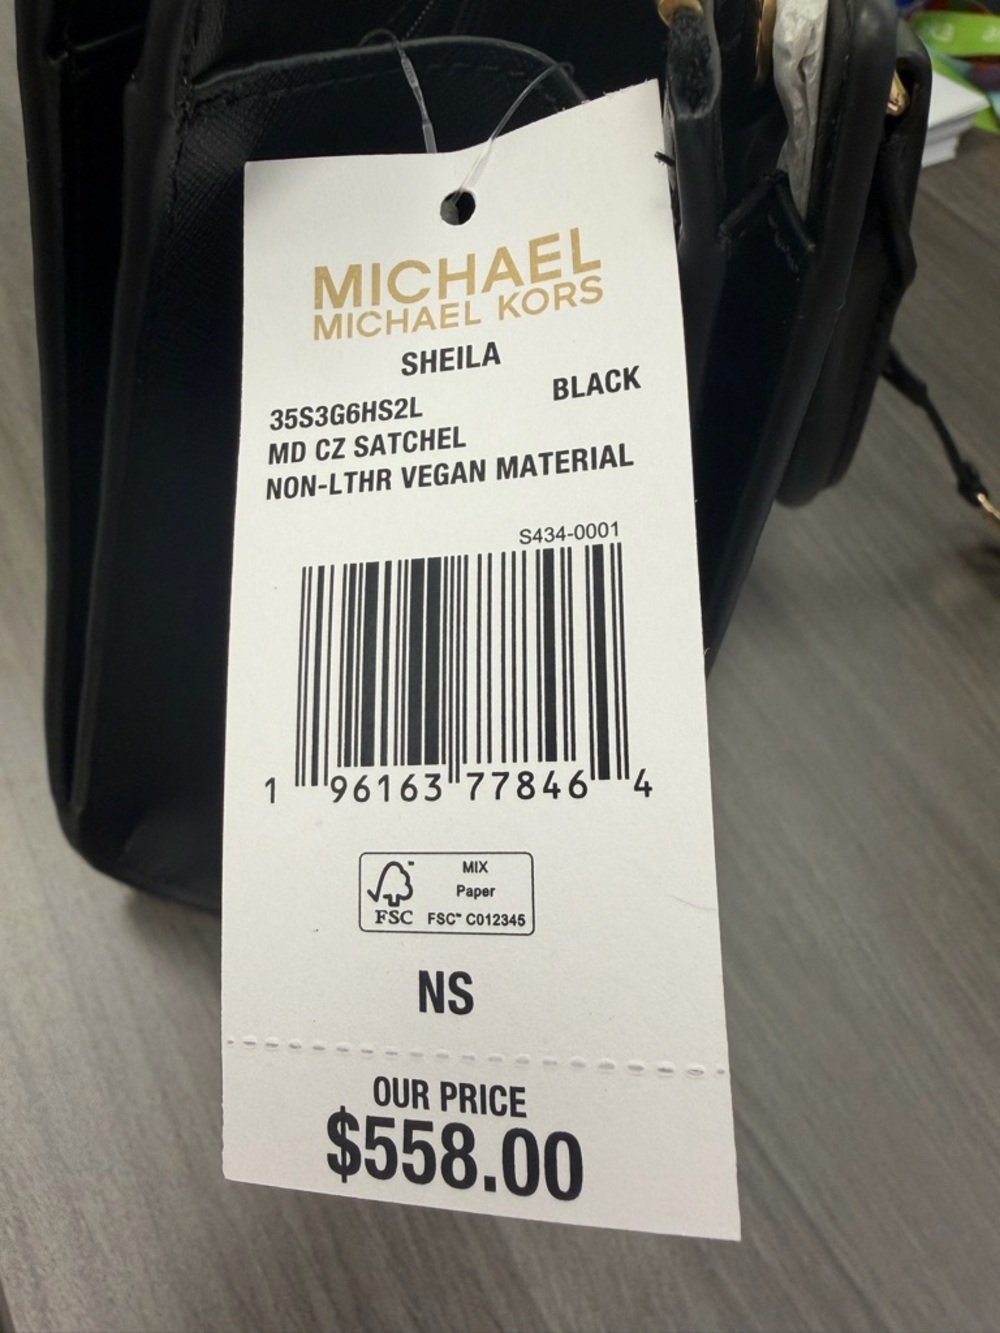 MICHAEL
MICHAEL KORS
SHEILA
35S3G6HS2L BLACK
MD CZ SATCHEL
NON-LTHR VEGAN MATERIAL
S434-0001
1 96163 77846 4
FSC
MIX
Paper
FSC™ C012345
NS
OUR PRICE
$558.00